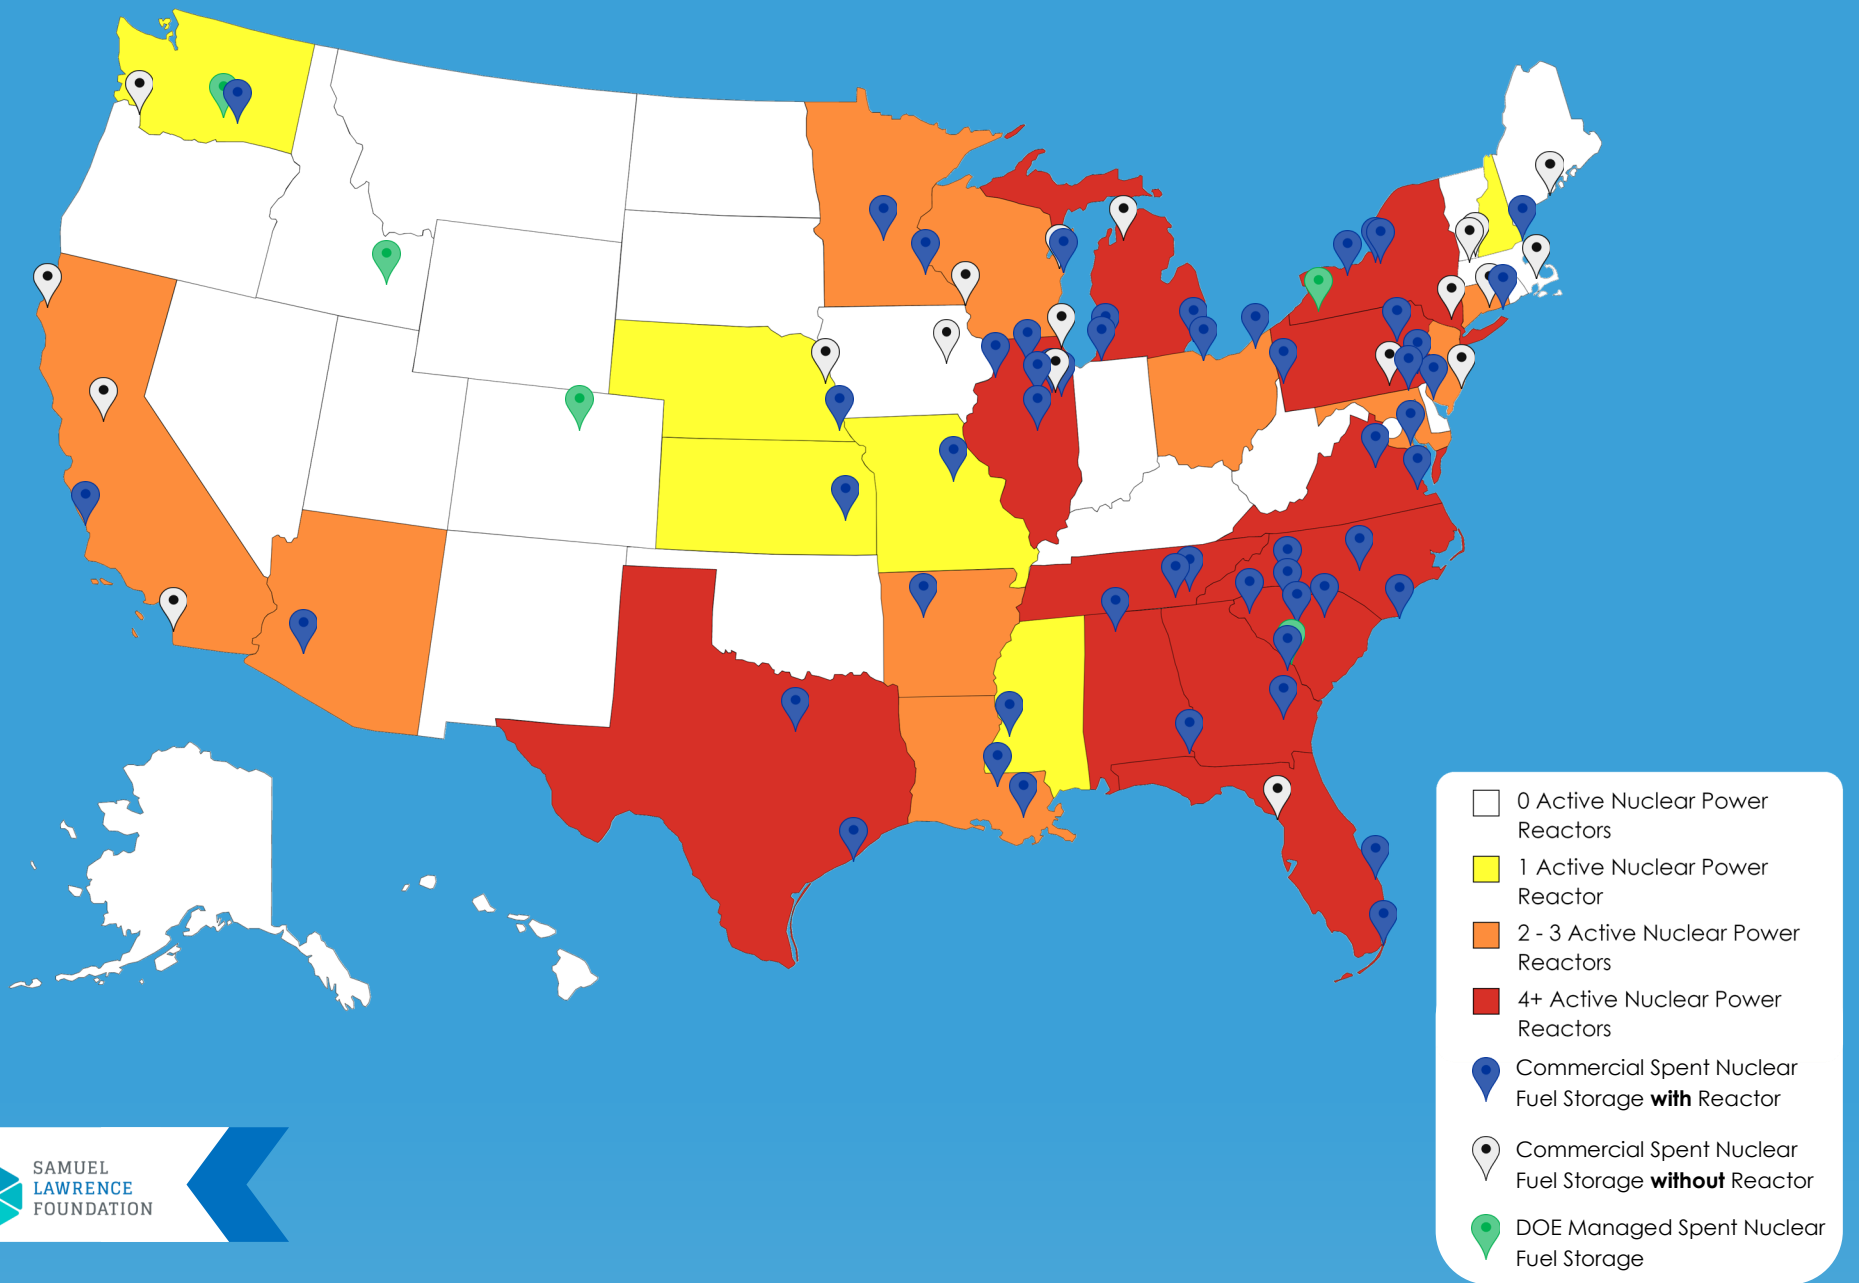 0 Active Nuclear Power
Reactors
1 Active Nuclear Power
Reactor
2 - 3 Active Nuclear Power
Reactors
4+ Active Nuclear Power
Reactors
Commercial Spent Nuclear
Fuel Storage with Reactor
Commercial Spent Nuclear
Fuel Storage without Reactor
DOE Managed Spent Nuclear
Fuel Storage
SAMUEL
LAWRENCE
FOUNDATION